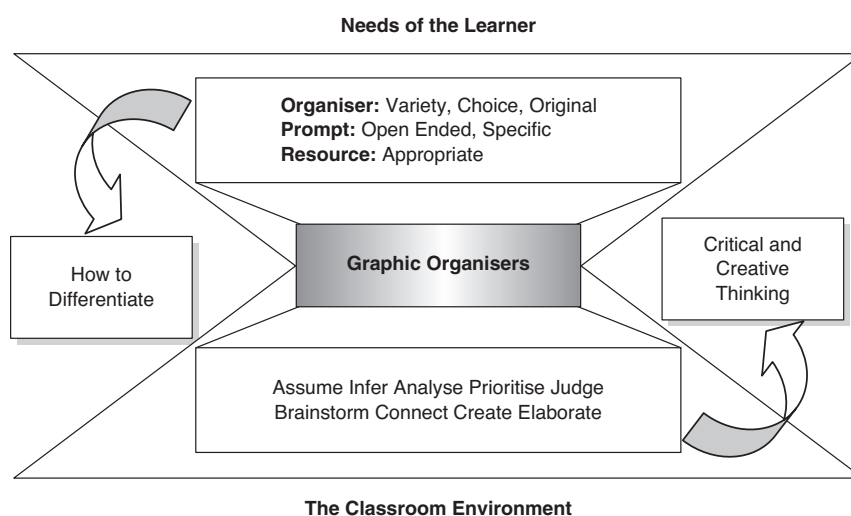 Needs of the Learner
Organiser: Variety, Choice, Original
Prompt: Open Ended, Specific
Resource: Appropriate
How to
Differentiate
Graphic Organisers
Critical and
Creative
Thinking
Assume Infer Analyse Prioritise Judge
Brainstorm Connect Create Elaborate
The Classroom Environment